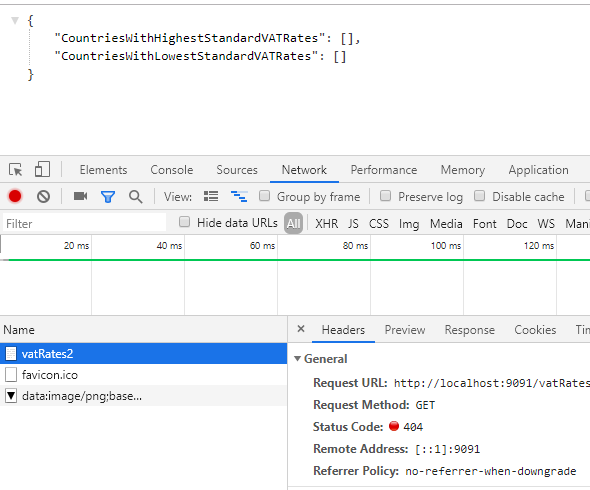 {
"CountriesWithHighestStandardVATRates": [],
"CountriesWithLowestStandardVATRates": []
}
Elements Console Sources Network Performance Memory Application
View: Group by frame Preserve log Disable cache
Filter Hide data URLs All XHR JS CSS Img Media Font Doc WS Mani
20 ms 40 ms 60 ms 80 ms 100 ms 120 ms
Name × Headers Preview Response Cookies Tin
vatRates2
favicon.ico
data:image/png;base...
General
Request URL: http://localhost:9091/vatRates
Request Method: GET
Status Code: 404
Remote Address: [::1]:9091
Referrer Policy: no-referrer-when-downgrade